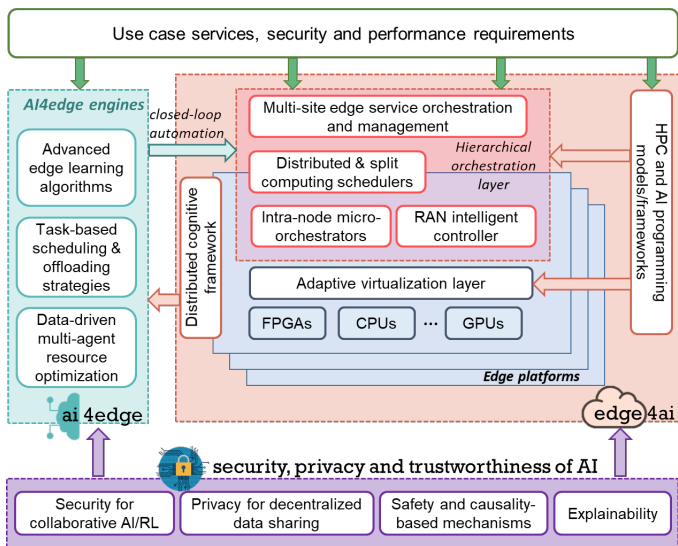 Use case services, security and performance requirements
AI4edge engines
closed-loop
automation
Advanced
edge learning
algorithms
Task-based
scheduling &
offloading
strategies
Data-driven
multi-agent
resource
optimization
ai 4edge
Distributed cognitive
framework
Multi-site edge service orchestration
and management
Hierarchical
orchestration
layer
Distributed & split
computing schedulers
Intra-node micro-
orchestrators
RAN intelligent
controller
Adaptive virtualization layer
FPGAs
CPUs
...
GPUs
Edge platforms
HPC and AI programming
models/frameworks
edge 4ai
security, privacy and trustworthiness of AI
Security for
collaborative AI/RL
Privacy for decentralized
data sharing
Safety and causality-
based mechanisms
Explainability